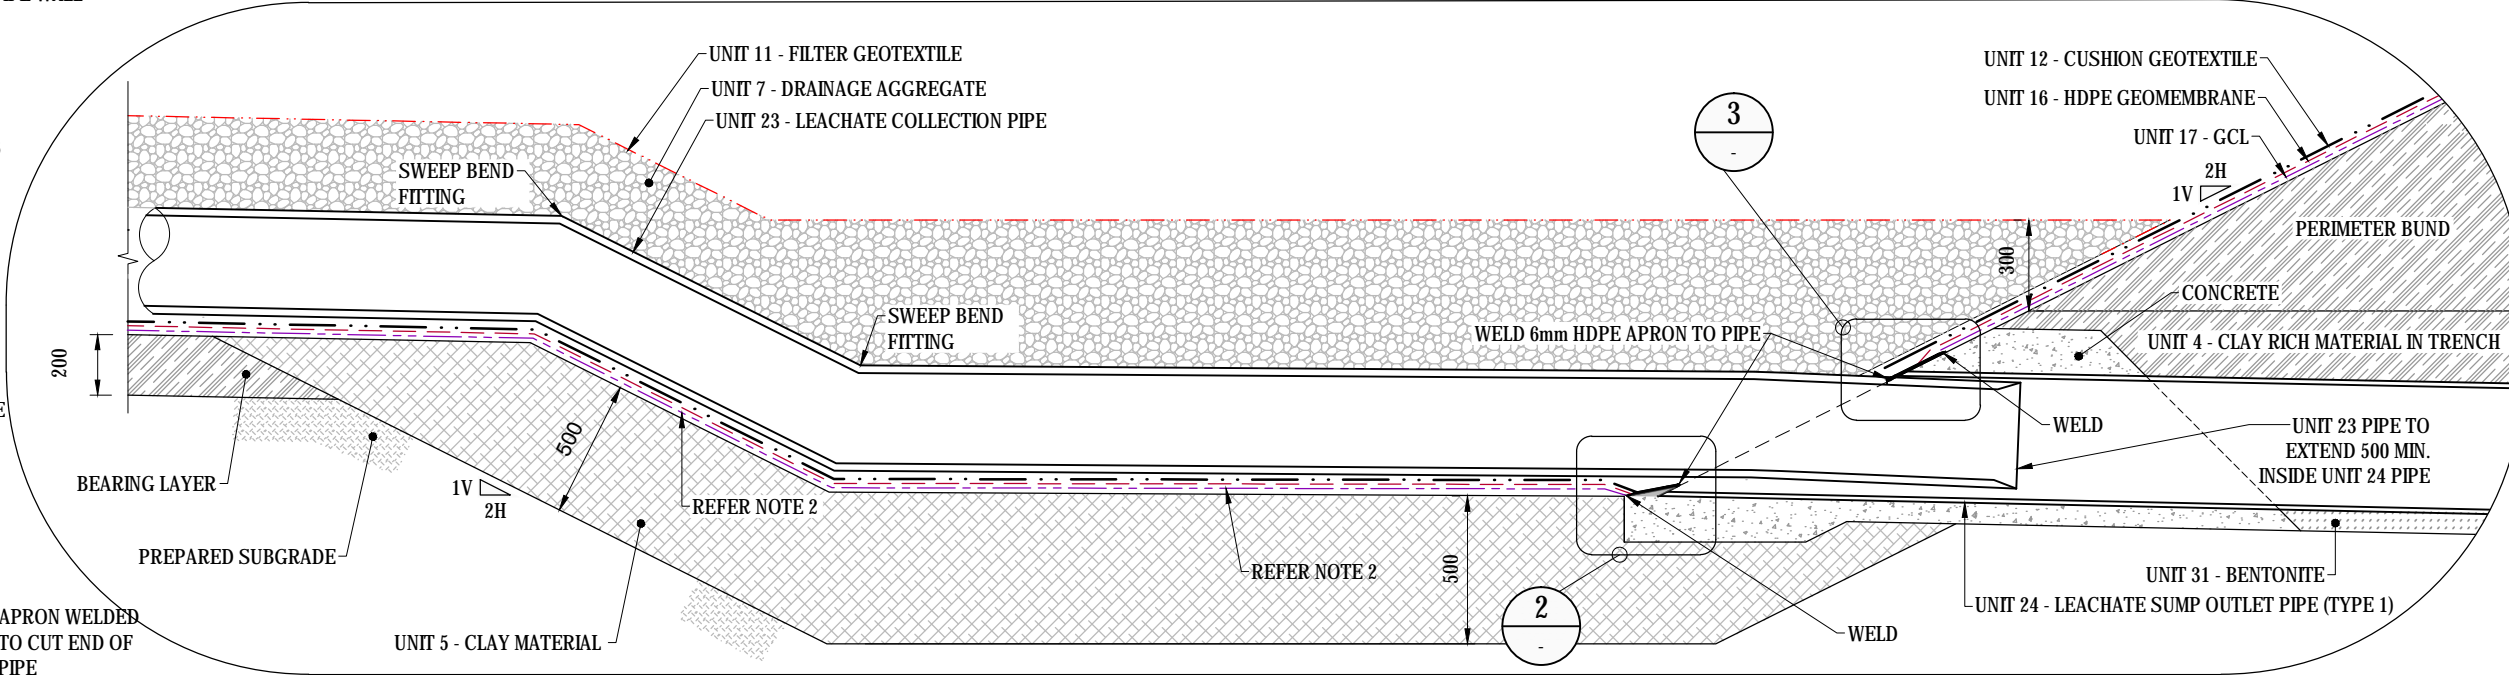 UNIT 11 - FILTER GEOTEXTILE
UNIT 7 - DRAINAGE AGGREGATE
UNIT 23 - LEACHATE COLLECTION PIPE
UNIT 12 - CUSHION GEOTEXTILE
UNIT 16 - HDPE GEOMEMBRANE
UNIT 17 - GCL
3
-
2H
1V
SWEEP BEND
FITTING
PERIMETER BUND
300
CONCRETE
SWEEP BEND
FITTING
WELD 6mm HDPE APRON TO PIPE
UNIT 4 - CLAY RICH MATERIAL IN TRENCH
200
500
WELD
UNIT 23 PIPE TO
EXTEND 500 MIN.
INSIDE UNIT 24 PIPE
BEARING LAYER
1V
2H
REFER NOTE 2
PREPARED SUBGRADE
REFER NOTE 2
500
UNIT 31 - BENTONITE
UNIT 24 - LEACHATE SUMP OUTLET PIPE (TYPE 1)
2
-
WELD
APRON WELDED
TO CUT END OF
PIPE
UNIT 5 - CLAY MATERIAL